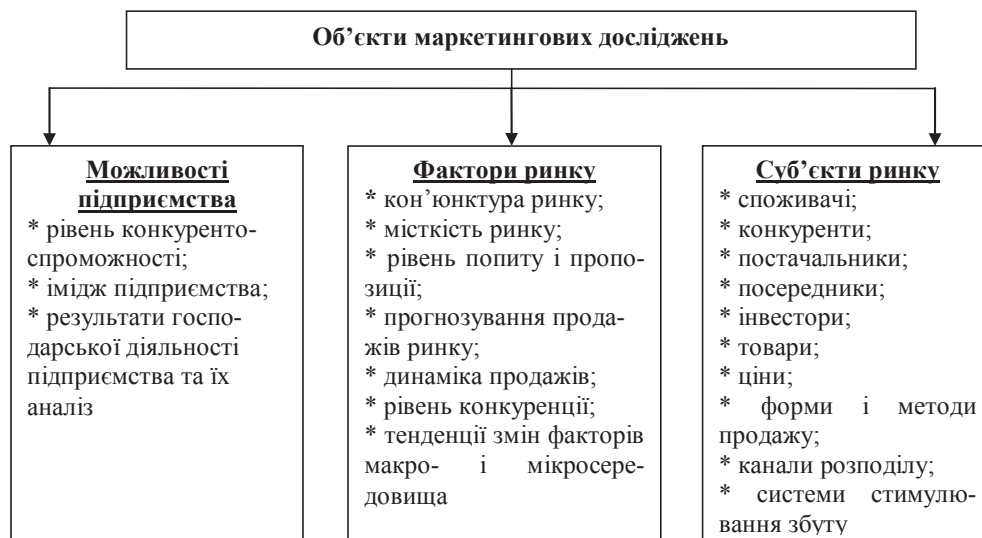 Об’єкти маркетингових досліджень
Можливості
підприємства
* рівень конкуренто-
спроможності;
* імідж підприємства;
* результати госпо-
дарської діяльності
підприємства та їх
аналіз
Фактори ринку
* кон’юнктура ринку;
* місткість ринку;
* рівень попиту і пропо-
зиції;
* прогнозування прода-
жів ринку;
* динаміка продажів;
* рівень конкуренції;
* тенденції змін факторів
макро- і мікросере-
довища
Суб’єкти ринку
* споживачі;
* конкуренти;
* постачальники;
* посередники;
* інвестори;
* товари;
* ціни;
* форми і методи
продажу;
* канали розподілу;
* системи стимулю-
вання збуту